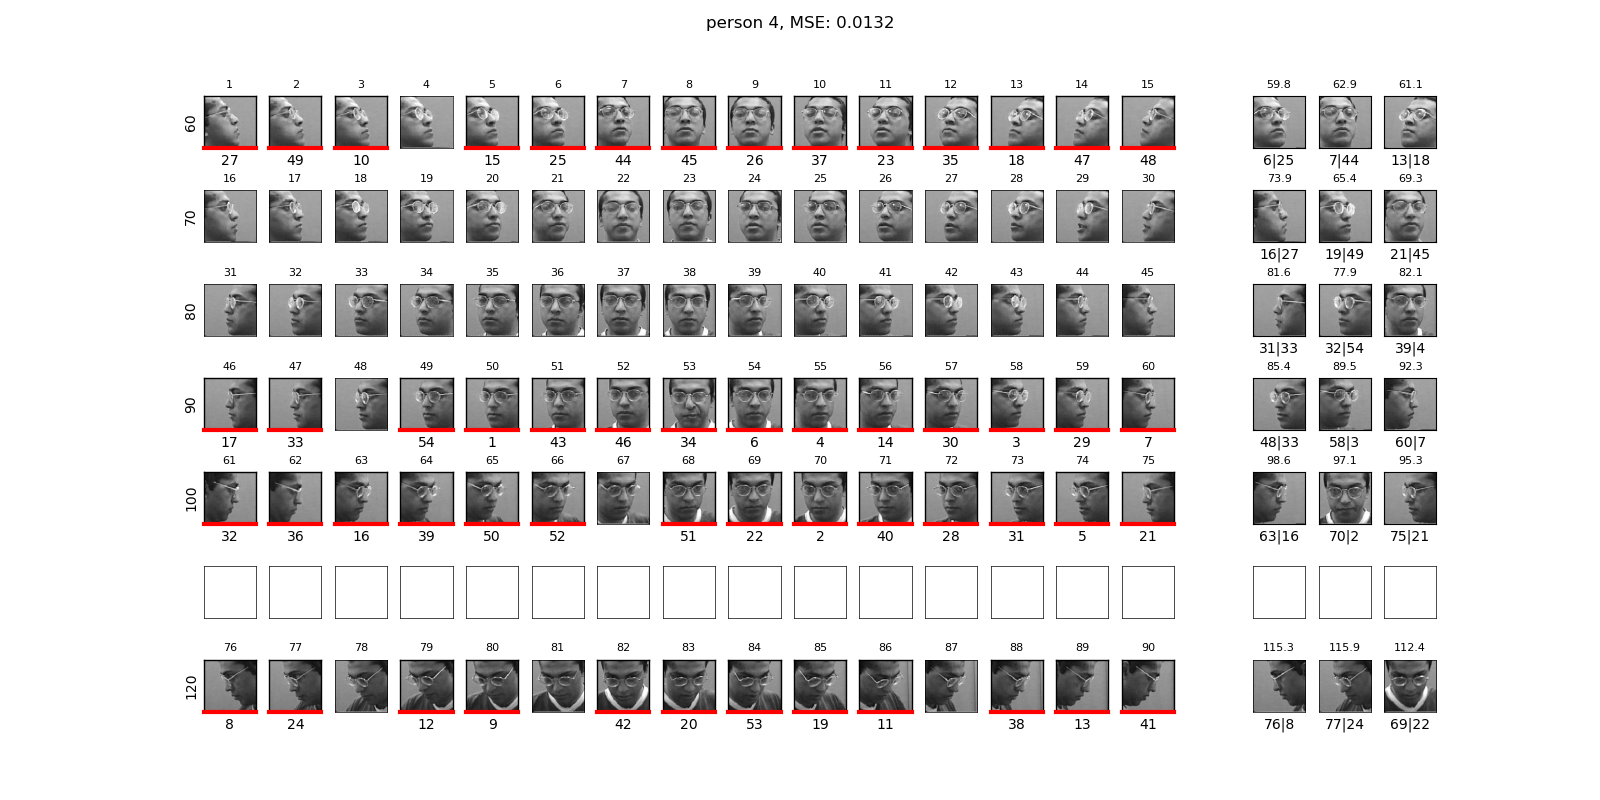 person 4, MSE: 0.0132
1 2 3 4 5 6 7 8 9 10 11 12 13 14 15 59.8 62.9 61.1
60
27 49 10 15 25 44 45 26 37 23 35 18 47 48 6|25 7|44 13|18
16 17 18 19 20 21 22 23 24 25 26 27 28 29 30 73.9 65.4 69.3
70
16|27 19|49 21|45
31 32 33 34 35 36 37 38 39 40 41 42 43 44 45 81.6 77.9 82.1
80
31|33 32|54 39|4
46 47 48 49 50 51 52 53 54 55 56 57 58 59 60 85.4 89.5 92.3
90
17 33 54 1 43 46 34 6 4 14 30 3 29 7 48|33 58|3 60|7
61 62 63 64 65 66 67 68 69 70 71 72 73 74 75 98.6 97.1 95.3
100
32 36 16 39 50 52 51 22 2 40 28 31 5 21 63|16 70|2 75|21
76 77 78 79 80 81 82 83 84 85 86 87 88 89 90 115.3 115.9 112.4
120
8 24 12 9 42 20 53 19 11 38 13 41 76|8 77|24 69|22